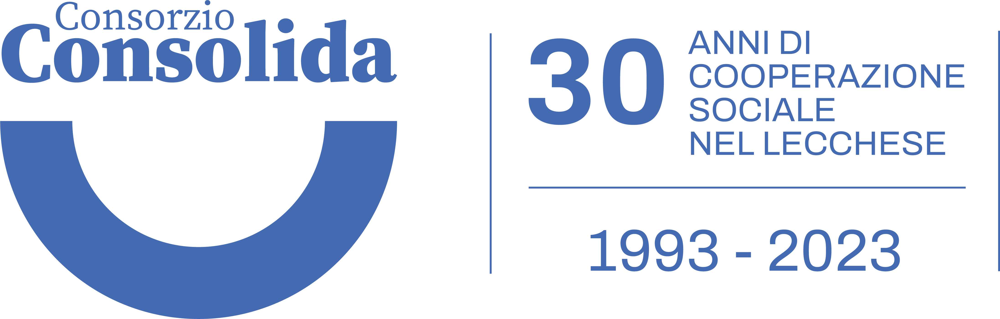 Consorzio
Consolida
30
ANNI DI
COOPERAZIONE
SOCIALE
NEL LECCHESE
1993 - 2023